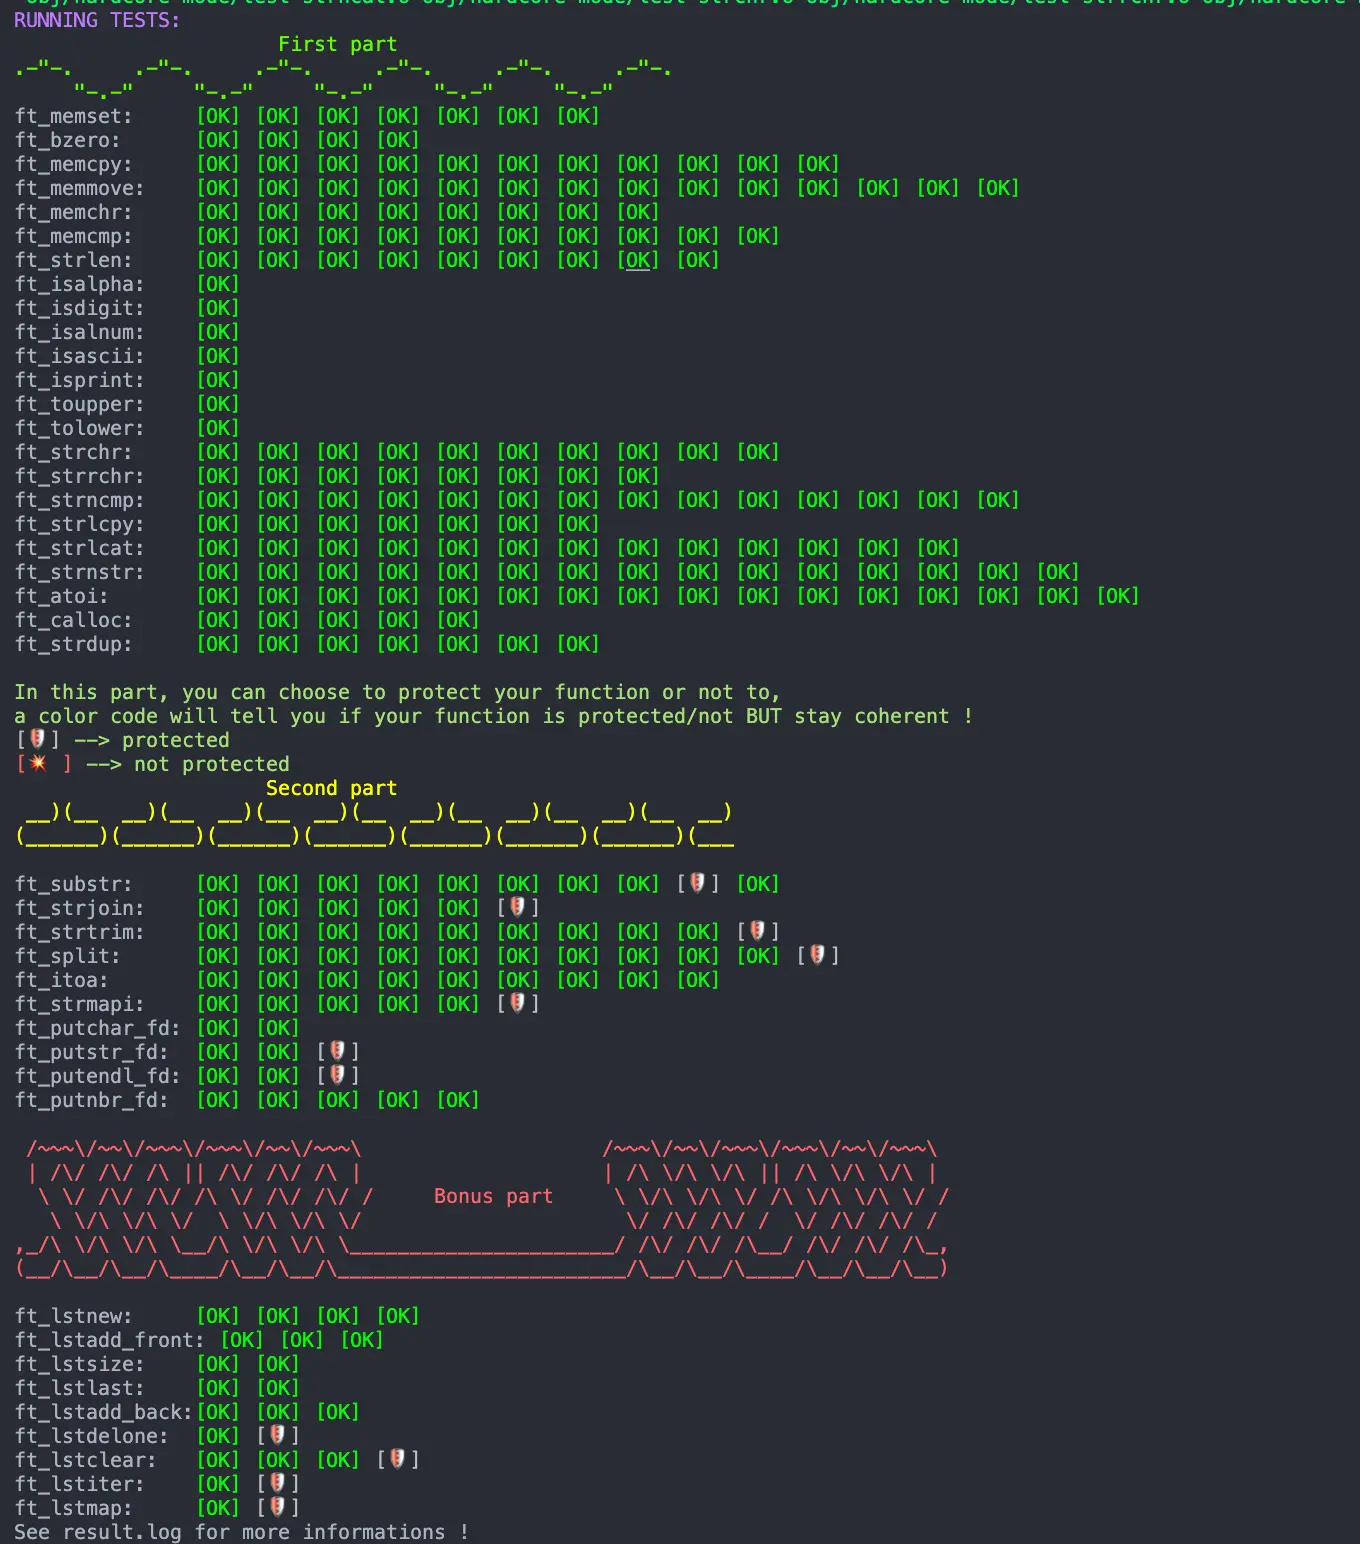 RUNNING TESTS:
First part
ft_memset: [OK] [OK] [OK] [OK] [OK] [OK] [OK]
ft_bzero: [OK] [OK] [OK] [OK]
ft_memcpy: [OK] [OK] [OK] [OK] [OK] [OK] [OK] [OK] [OK] [OK] [OK]
ft_memmove: [OK] [OK] [OK] [OK] [OK] [OK] [OK] [OK] [OK] [OK] [OK] [OK] [OK] [OK]
ft_memchr: [OK] [OK] [OK] [OK] [OK] [OK] [OK] [OK]
ft_memcmp: [OK] [OK] [OK] [OK] [OK] [OK] [OK] [OK] [OK] [OK]
ft_strlen: [OK] [OK] [OK] [OK] [OK] [OK] [OK] [OK] [OK]
ft_isalpha: [OK]
ft_isdigit: [OK]
ft_isalnum: [OK]
ft_isascii: [OK]
ft_isprint: [OK]
ft_toupper: [OK]
ft_tolower: [OK]
ft_strchr: [OK] [OK] [OK] [OK] [OK] [OK] [OK] [OK] [OK] [OK]
ft_strrchr: [OK] [OK] [OK] [OK] [OK] [OK] [OK] [OK]
ft_strncmp: [OK] [OK] [OK] [OK] [OK] [OK] [OK] [OK] [OK] [OK] [OK] [OK] [OK] [OK]
ft_strlcpy: [OK] [OK] [OK] [OK] [OK] [OK] [OK]
ft_strlcat: [OK] [OK] [OK] [OK] [OK] [OK] [OK] [OK] [OK] [OK] [OK] [OK] [OK]
ft_strnstr: [OK] [OK] [OK] [OK] [OK] [OK] [OK] [OK] [OK] [OK] [OK] [OK] [OK] [OK] [OK]
ft_atoi: [OK] [OK] [OK] [OK] [OK] [OK] [OK] [OK] [OK] [OK] [OK] [OK] [OK] [OK] [OK] [OK]
ft_calloc: [OK] [OK] [OK] [OK] [OK]
ft_strdup: [OK] [OK] [OK] [OK] [OK] [OK] [OK]
In this part, you can choose to protect your function or not to,
a color code will tell you if your function is protected/not BUT stay coherent !
[🛡] --> protected
[💥 ] --> not protected
Second part
ft_substr: [OK] [OK] [OK] [OK] [OK] [OK] [OK] [OK] [🛡] [OK]
ft_strjoin: [OK] [OK] [OK] [OK] [OK] [🛡]
ft_strtrim: [OK] [OK] [OK] [OK] [OK] [OK] [OK] [OK] [OK] [🛡]
ft_split: [OK] [OK] [OK] [OK] [OK] [OK] [OK] [OK] [OK] [OK] [🛡]
ft_itoa: [OK] [OK] [OK] [OK] [OK] [OK] [OK] [OK] [OK]
ft_strmapi: [OK] [OK] [OK] [OK] [OK] [🛡]
ft_putchar_fd: [OK] [OK]
ft_putstr_fd: [OK] [OK] [🛡]
ft_putendl_fd: [OK] [OK] [🛡]
ft_putnbr_fd: [OK] [OK] [OK] [OK] [OK]
Bonus part
ft_lstnew: [OK] [OK] [OK] [OK]
ft_lstadd_front: [OK] [OK] [OK]
ft_lstsize: [OK] [OK]
ft_lstlast: [OK] [OK]
ft_lstadd_back:[OK] [OK] [OK]
ft_lstdelone: [OK] [🛡]
ft_lstclear: [OK] [OK] [OK] [🛡]
ft_lstiter: [OK] [🛡]
ft_lstmap: [OK] [🛡]
See result.log for more informations !